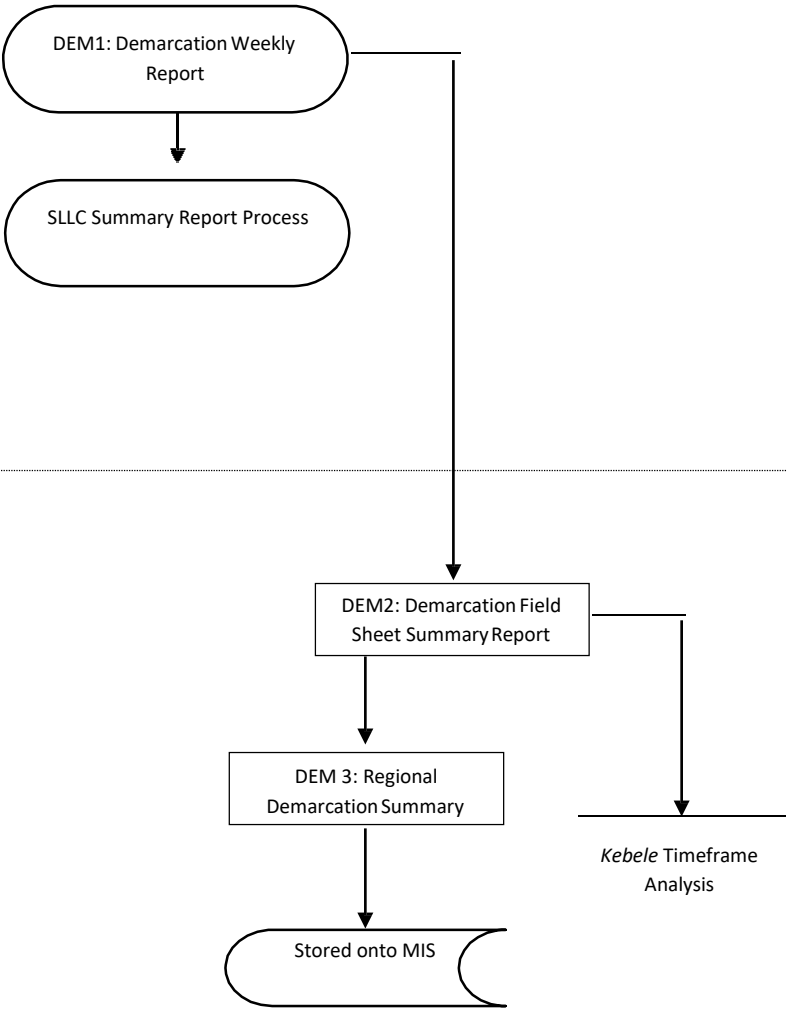 DEM1: Demarcation Weekly
Report
SLLC Summary Report Process
DEM2: Demarcation Field
Sheet Summary Report
DEM 3: Regional
Demarcation Summary
Kebele Timeframe
Analysis
Stored onto MIS